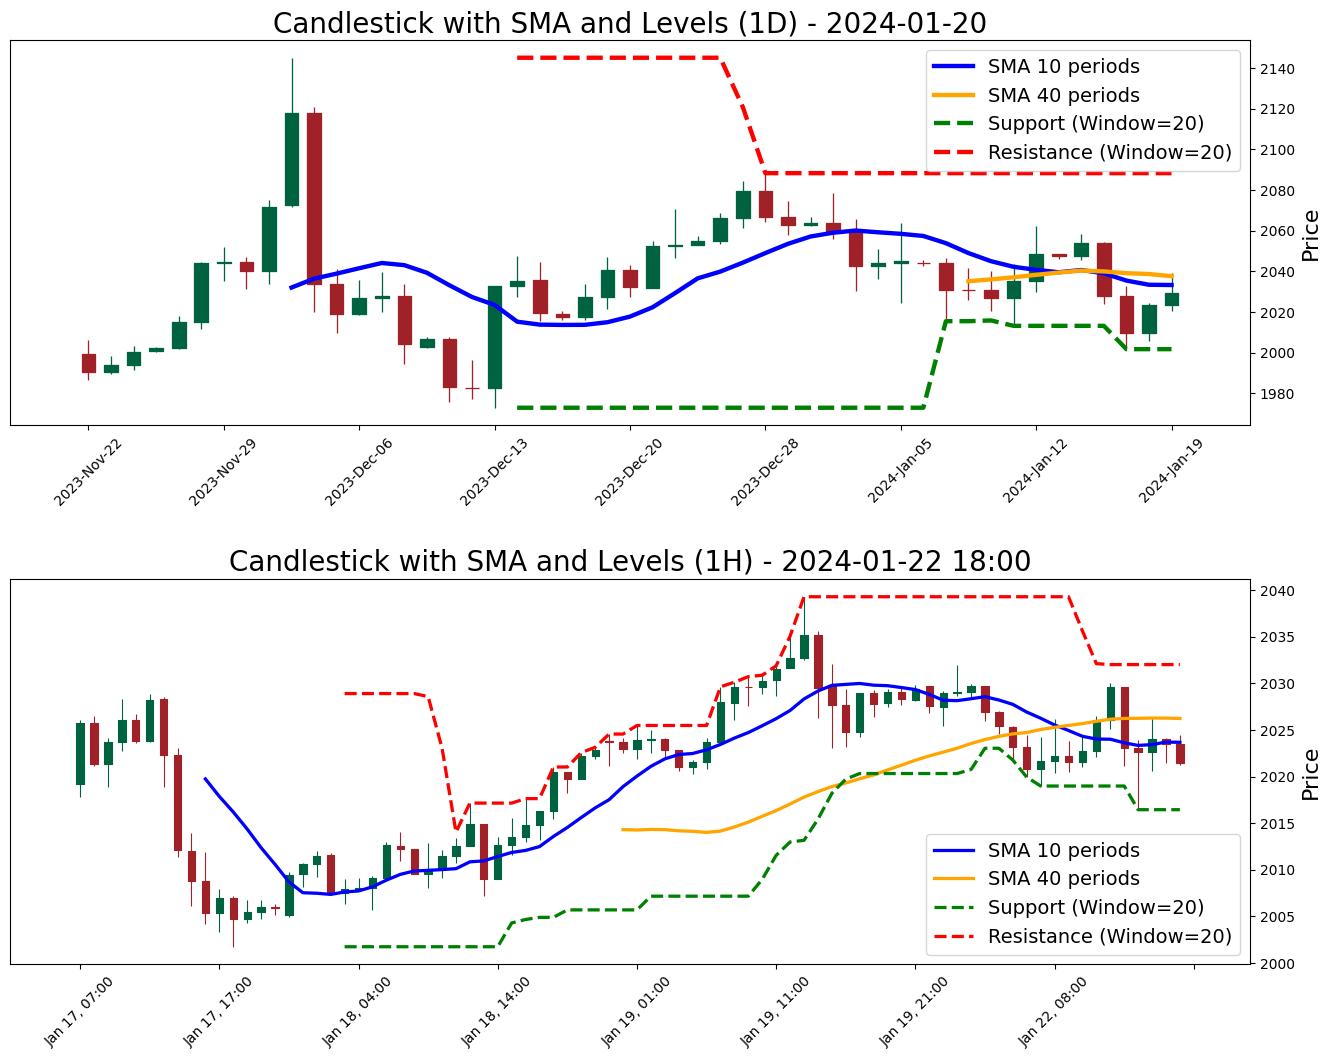 Candlestick with SMA and Levels (1D) - 2024-01-20
SMA 10 periods
SMA 40 periods
Support (Window=20)
Resistance (Window=20)
2140
2120
2100
2080
2060
2040
2020
2000
1980
Price
2023-Nov-22
2023-Nov-29
2023-Dec-06
2023-Dec-13
2023-Dec-20
2023-Dec-28
2024-Jan-05
2024-Jan-12
2024-Jan-19
Candlestick with SMA and Levels (1H) - 2024-01-22 18:00
2040
2035
2030
2025
2020
2015
2010
2005
2000
Price
SMA 10 periods
SMA 40 periods
Support (Window=20)
Resistance (Window=20)
Jan 17, 07:00
Jan 17, 17:00
Jan 18, 04:00
Jan 18, 14:00
Jan 19, 01:00
Jan 19, 11:00
Jan 19, 21:00
Jan 22, 08:00